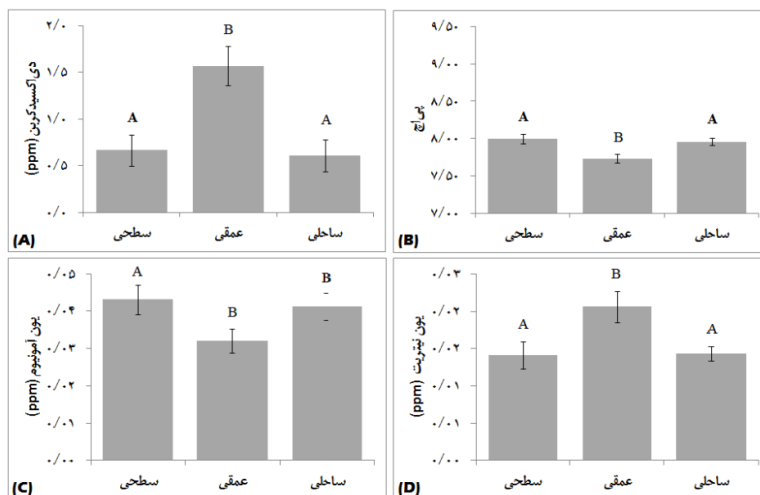 دی‌اکسیدکربن (ppm)
۲/۰
۱/۵
۱/۰
۰/۵
۰/۰
A
B
A
سطحی
عمقی
ساحلی
(A)
پی‌اچ
۹/۵۰
۹/۰۰
۸/۵۰
۸/۰۰
۷/۵۰
۷/۰۰
A
B
A
سطحی
عمقی
ساحلی
(B)
یون آمونیوم (ppm)
۰/۰۵
۰/۰۴
۰/۰۳
۰/۰۲
۰/۰۱
۰/۰۰
A
B
B
سطحی
عمقی
ساحلی
(C)
یون نیتریت (ppm)
۰/۰۳
۰/۰۲
۰/۰۲
۰/۰۱
۰/۰۱
۰/۰۰
A
B
A
سطحی
عمقی
ساحلی
(D)